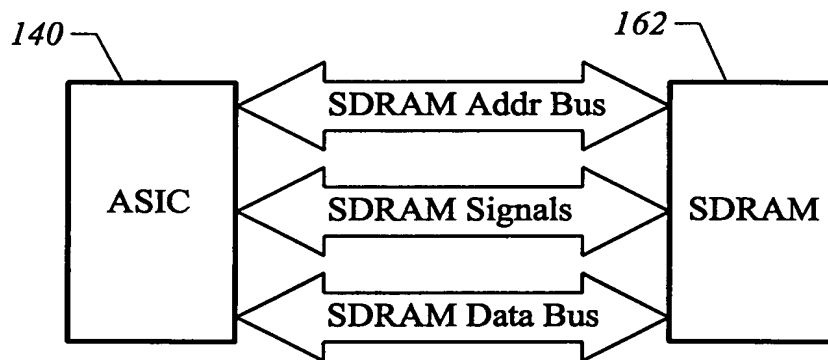 140
162
SDRAM Addr Bus
ASIC
SDRAM Signals
SDRAM
SDRAM Data Bus